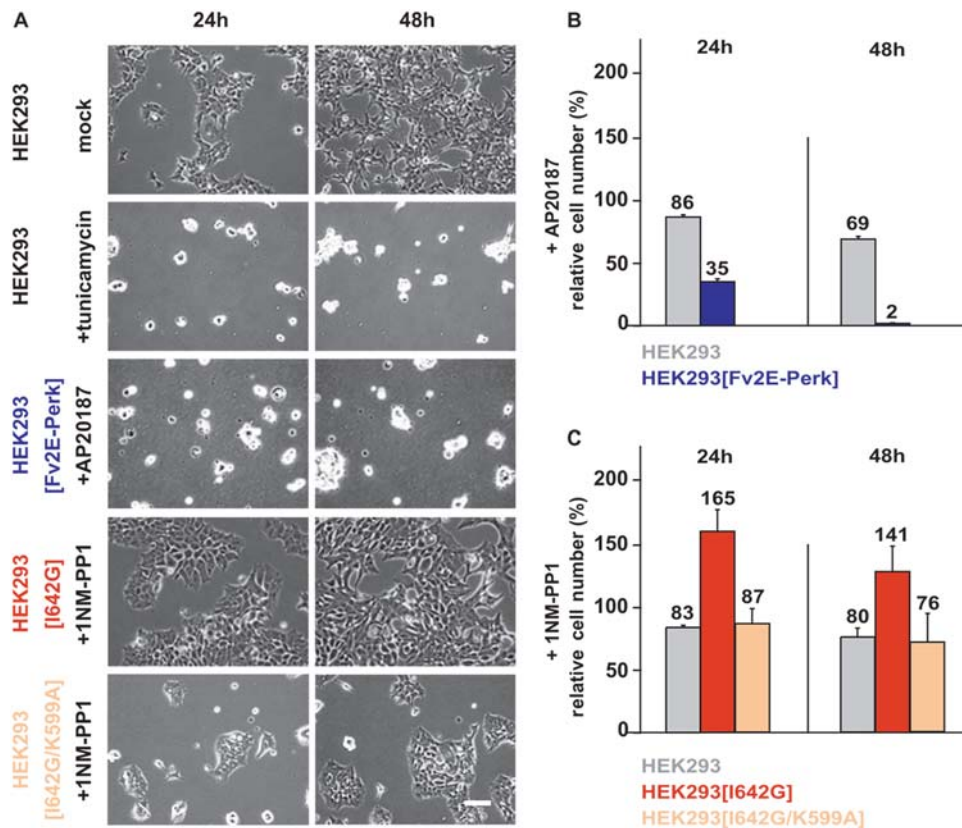 A
24h
48h
HEK293
mock
HEK293
+tunicamycin
HEK293
[Fv2E-Perk]
+AP20187
HEK293
[I642G]
+1NM-PP1
HEK293
[I642G/K599A]
+1NM-PP1
B
24h
48h
+ AP20187
relative cell number (%)
200
150
100
50
0
86
35
69
2
HEK293
HEK293[Fv2E-Perk]
C
24h
48h
+ 1NM-PP1
relative cell number (%)
200
150
100
50
0
83
165
87
80
141
76
HEK293
HEK293[I642G]
HEK293[I642G/K599A]